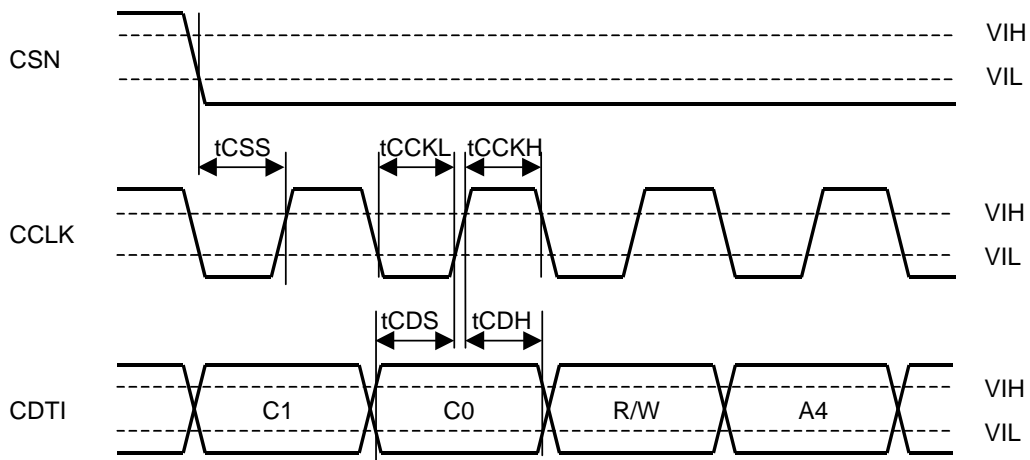 VIH
CSN
VIL
tCSS tCCKL tCCKH
VIH
CCLK
VIL
tCDS tCDH
VIH
CDTI C1 C0 R/W A4
VIL